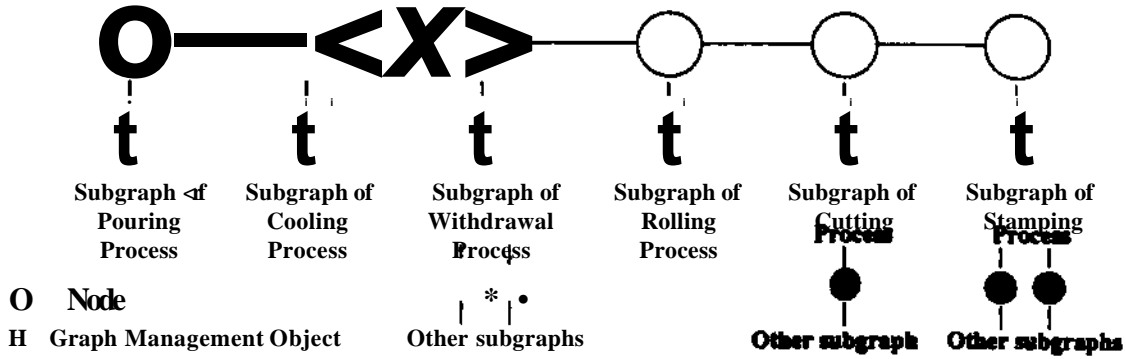 O <X>
t t t t t t
Subgraph <f Pouring Process
Subgraph of Cooling Process
Subgraph of Withdrawal Process
Subgraph of Rolling Process
Subgraph of Cutting Process
Subgraph of Stamping Process
O Node
* •
H Graph Management Object
Other subgraphs
Other subgraph
Other subgraphs